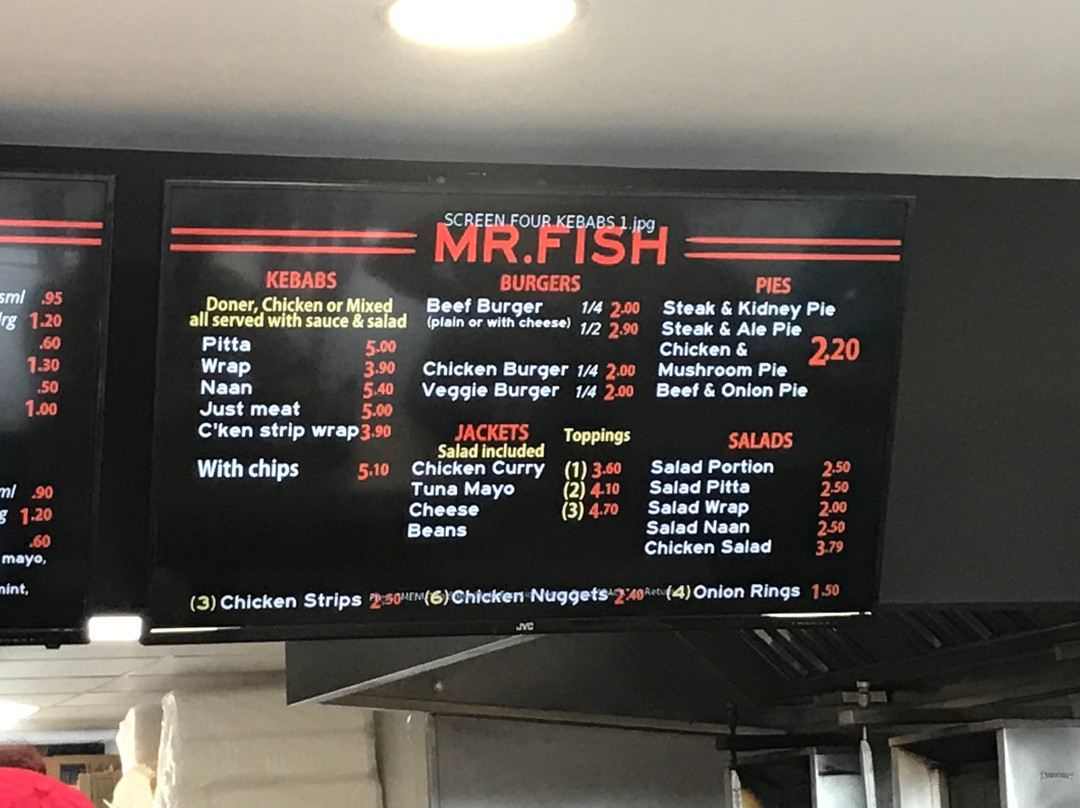 sml .95
lrg 1.20
.60
1.30
.50
1.00
ml .90
g 1.20
.60
mayo,
mint,
SCREEN FOUR KEBABS 1.jpg
MR.FISH
KEBABS
Doner, Chicken or Mixed
all served with sauce & salad
Pitta 5.00
Wrap 3.90
Naan 5.40
Just meat 5.00
C'ken strip wrap 3.90
With chips 5.10
BURGERS
Beef Burger 1/4 2.00
(plain or with cheese) 1/2 2.90
Chicken Burger 1/4 2.00
Veggie Burger 1/4 2.00
JACKETS Toppings
Salad included
Chicken Curry (1) 3.60
Tuna Mayo (2) 4.10
Cheese (3) 4.70
Beans
PIES
Steak & Kidney Pie
Steak & Ale Pie
Chicken & 2.20
Mushroom Pie
Beef & Onion Pie
SALADS
Salad Portion 2.50
Salad Pitta 2.50
Salad Wrap 2.00
Salad Naan 2.50
Chicken Salad 3.79
(3) Chicken Strips 2.50 (6) Chicken Nuggets 2.40 (4) Onion Rings 1.50
JVC